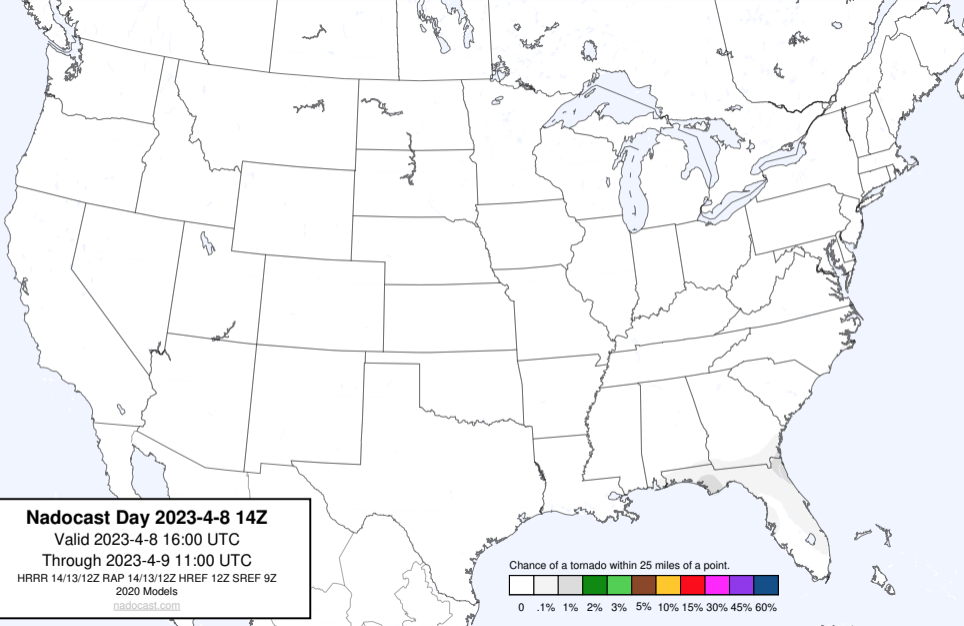 Nadocast Day 2023-4-8 14Z
Valid 2023-4-8 16:00 UTC
Through 2023-4-9 11:00 UTC
HRRR 14/13/12Z RAP 14/13/12Z HREF 12Z SREF 9Z
2020 Models
nadocast.com
Chance of a tornado within 25 miles of a point.
0 .1% 1% 2% 3% 5% 10% 15% 30% 45% 60%